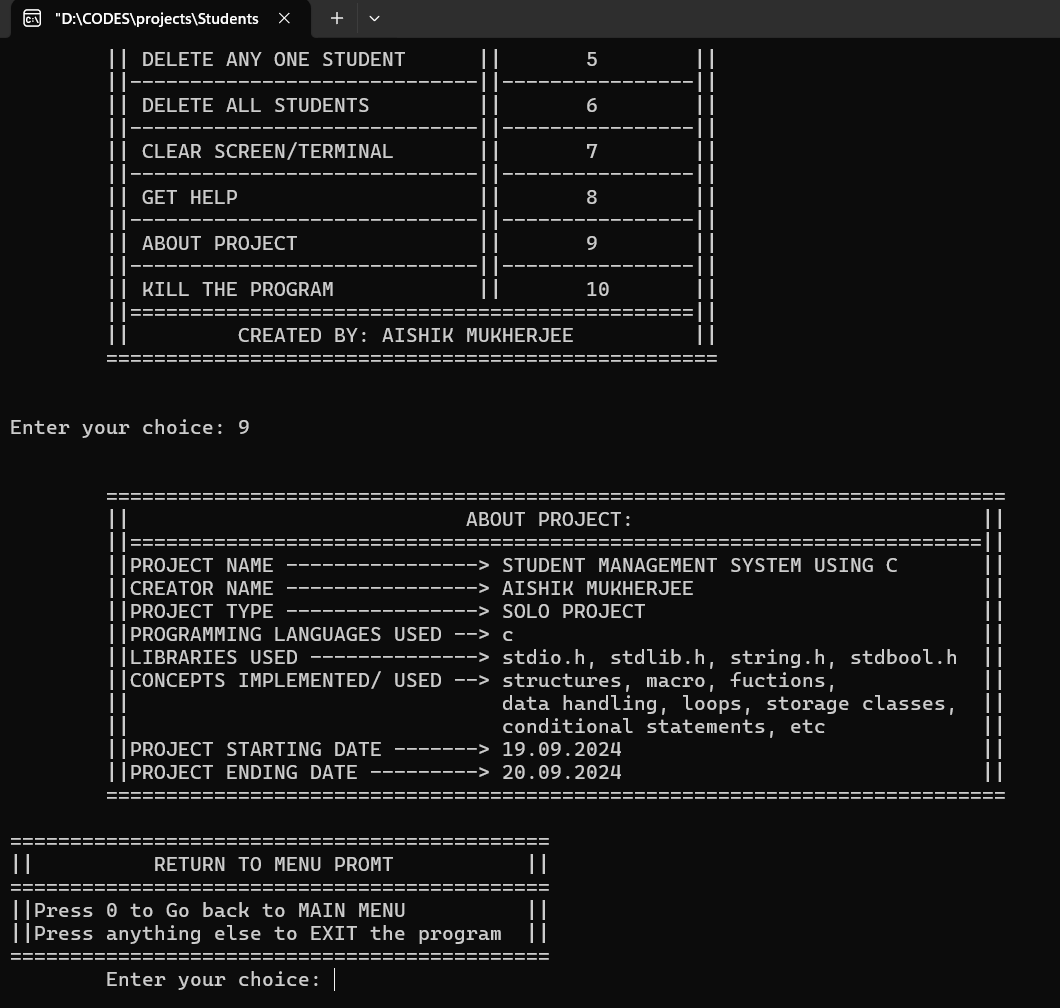 "D:\CODES\projects\Students
|| DELETE ANY ONE STUDENT      ||       5        ||
||-----------------------------||----------------||
|| DELETE ALL STUDENTS         ||       6        ||
||-----------------------------||----------------||
|| CLEAR SCREEN/TERMINAL       ||       7        ||
||-----------------------------||----------------||
|| GET HELP                    ||       8        ||
||-----------------------------||----------------||
|| ABOUT PROJECT               ||       9        ||
||-----------------------------||----------------||
|| KILL THE PROGRAM            ||       10       ||
||===============================================||
||         CREATED BY: AISHIK MUKHERJEE          ||
===================================================
Enter your choice: 9
===========================================================================
||                            ABOUT PROJECT:                             ||
||=======================================================================||
||PROJECT NAME ----------------> STUDENT MANAGEMENT SYSTEM USING C       ||
||CREATOR NAME ----------------> AISHIK MUKHERJEE                        ||
||PROJECT TYPE ----------------> SOLO PROJECT                            ||
||PROGRAMMING LANGUAGES USED --> c                                       ||
||LIBRARIES USED --------------> stdio.h, stdlib.h, string.h, stdbool.h  ||
||CONCEPTS IMPLEMENTED/ USED --> structures, macro, fuctions,            ||
||                               data handling, loops, storage classes,  ||
||                               conditional statements, etc             ||
||PROJECT STARTING DATE -------> 19.09.2024                              ||
||PROJECT ENDING DATE ---------> 20.09.2024                              ||
===========================================================================
=============================================
||          RETURN TO MENU PROMT           ||
=============================================
||Press 0 to Go back to MAIN MENU          ||
||Press anything else to EXIT the program  ||
=============================================
Enter your choice: